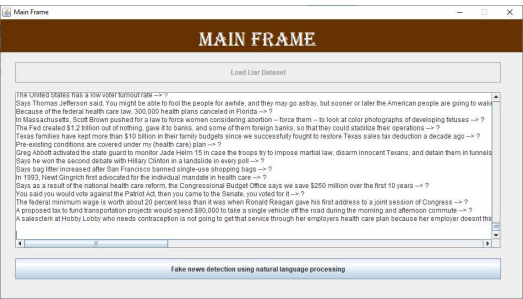 Main Frame
MAIN FRAME
Load Liar Dataset
The United States has a low voter turnout rate --> ?
Says Thomas Jefferson said, You might be able to fool the people for awhile, and they may go astray, but sooner or later the American people are going to wake
Because of the federal health care law, 300,000 health plans canceled in Florida --> ?
In Massachusetts, Scott Brown pushed for a law to force women considering abortion -- force them -- to look at color photographs of developing fetuses --> ?
The Fed created $1.2 trillion out of nothing, gave it to banks, and some of them foreign banks, so that they could stabilize their operations --> ?
Texas families have kept more than $10 billion in their family budgets since we successfully fought to restore Texas sales tax deduction a decade ago --> ?
Pre-existing conditions are covered under my (health care) plan --> ?
Greg Abbott activated the state guard to monitor Jade Helm 15 in case the troops try to impose martial law, disarm innocent Texans, and detain them in tunnels
Says he won the second debate with Hillary Clinton in a landslide in every poll --> ?
Says bag litter increased after San Francisco banned single-use shopping bags --> ?
In 1993, Newt Gingrich first advocated for the individual mandate in health care --> ?
Says as a result of the national health care reform, the Congressional Budget Office says we save $250 million over the first 10 years --> ?
You said you would vote against the Patriot Act, then you came to the Senate, you voted for it --> ?
The federal minimum wage is worth about 20 percent less than it was when Ronald Reagan gave his first address to a joint session of Congress --> ?
A proposed tax to fund transportation projects would spend $90,000 to take a single vehicle off the road during the morning and afternoon commute --> ?
A salesclerk at Hobby Lobby who needs contraception is not going to get that service through her employers health care plan because her employer doesnt thin
Fake news detection using natural language processing